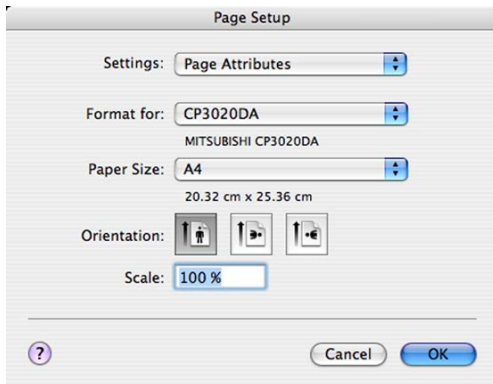 Page Setup
Settings: Page Attributes
Format for: CP3020DA
MITSUBISHI CP3020DA
Paper Size: A4
20.32 cm x 25.36 cm
Orientation:
Scale: 100 %
? Cancel OK